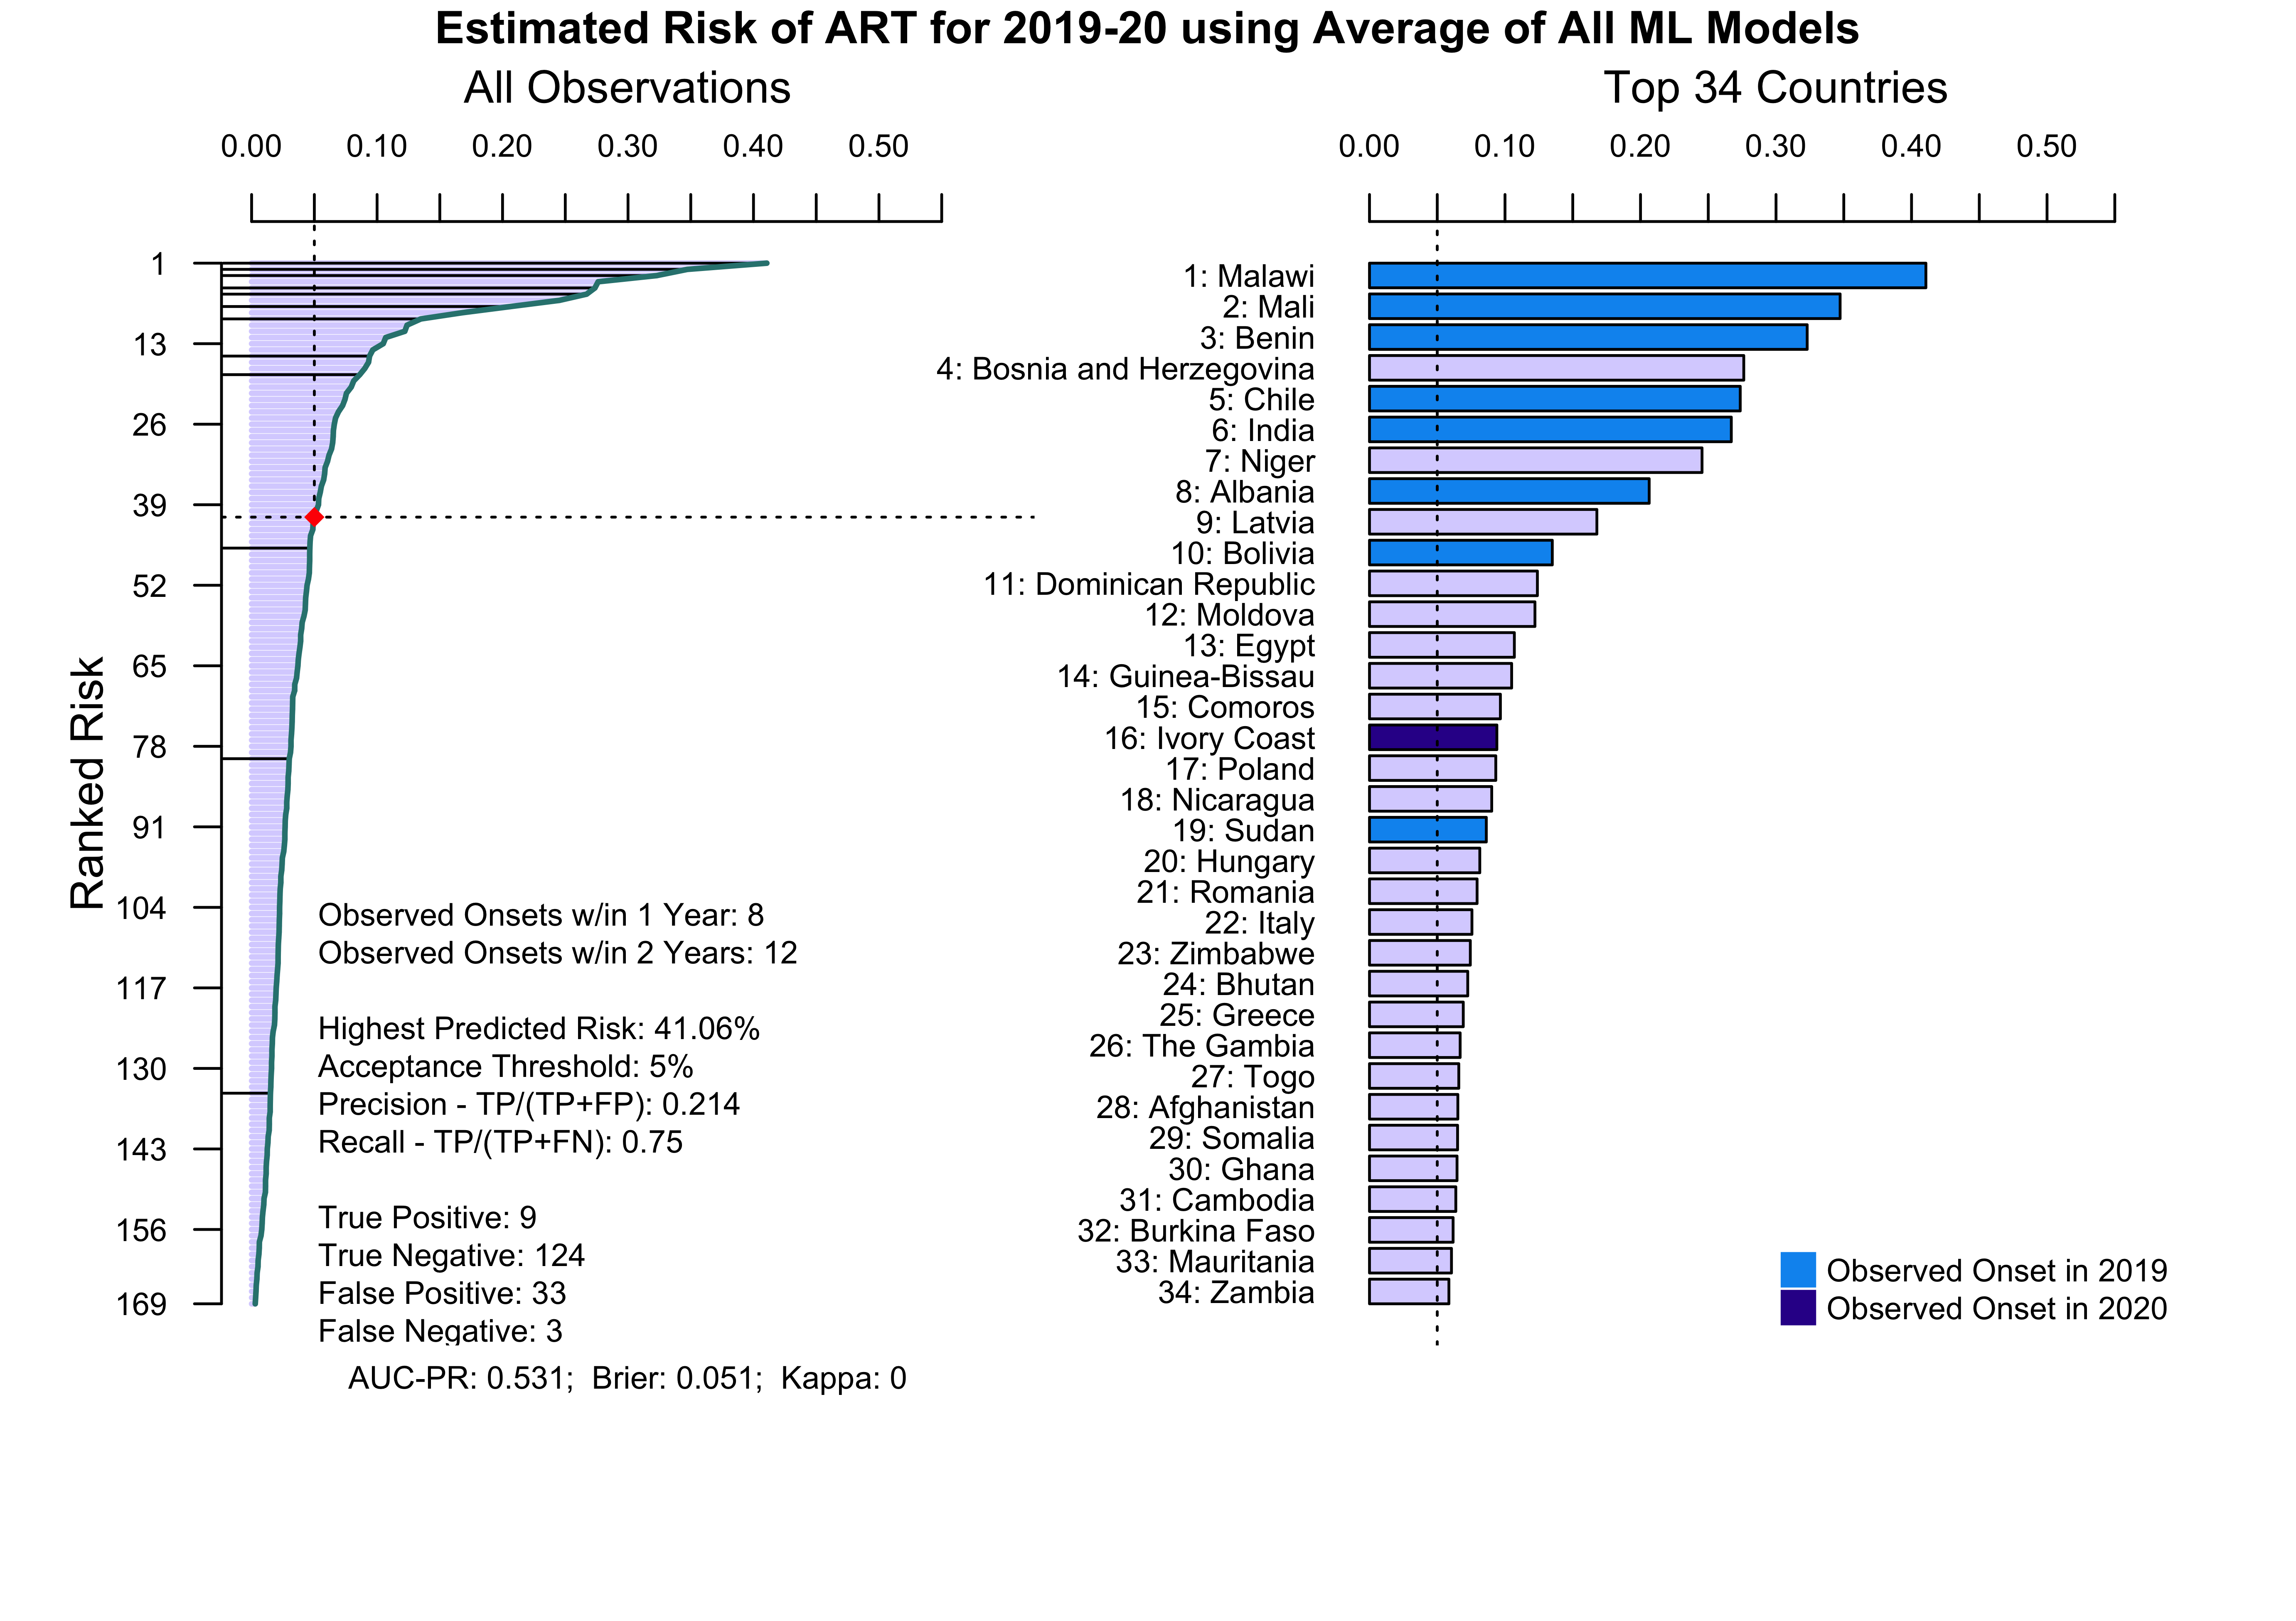 Estimated Risk of ART for 2019-20 using Average of All ML Models
All Observations
0.00 0.10 0.20 0.30 0.40 0.50
Ranked Risk
1
13
26
39
52
65
78
91
104
117
130
143
156
169
Observed Onsets w/in 1 Year: 8
Observed Onsets w/in 2 Years: 12
Highest Predicted Risk: 41.06%
Acceptance Threshold: 5%
Precision - TP/(TP+FP): 0.214
Recall - TP/(TP+FN): 0.75
True Positive: 9
True Negative: 124
False Positive: 33
False Negative: 3
AUC-PR: 0.531; Brier: 0.051; Kappa: 0
Top 34 Countries
0.00 0.10 0.20 0.30 0.40 0.50
1: Malawi
2: Mali
3: Benin
4: Bosnia and Herzegovina
5: Chile
6: India
7: Niger
8: Albania
9: Latvia
10: Bolivia
11: Dominican Republic
12: Moldova
13: Egypt
14: Guinea-Bissau
15: Comoros
16: Ivory Coast
17: Poland
18: Nicaragua
19: Sudan
20: Hungary
21: Romania
22: Italy
23: Zimbabwe
24: Bhutan
25: Greece
26: The Gambia
27: Togo
28: Afghanistan
29: Somalia
30: Ghana
31: Cambodia
32: Burkina Faso
33: Mauritania
34: Zambia
Observed Onset in 2019
Observed Onset in 2020